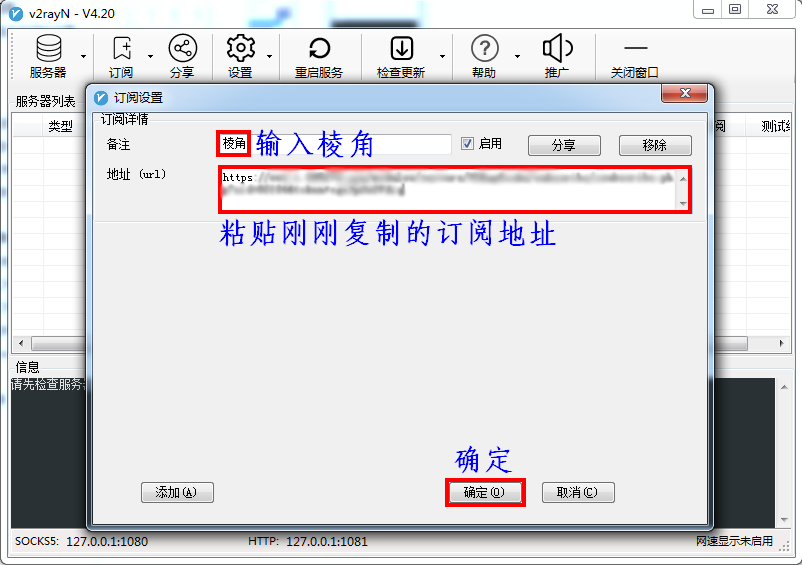 v2rayN - V4.20
服务器 订阅 分享 设置 重启服务 检查更新 帮助 推广 关闭窗口
服务器列表
类型 阅 测试结
订阅设置
订阅详情
备注 棱角 输入棱角 启用 分享 移除
地址 (url) https:/
粘贴刚刚复制的订阅地址
信息
请先检查服务
确定
添加(A) 确定(O) 取消(C)
SOCKS5: 127.0.0.1:1080 HTTP: 127.0.0.1:1081 网速显示未启用